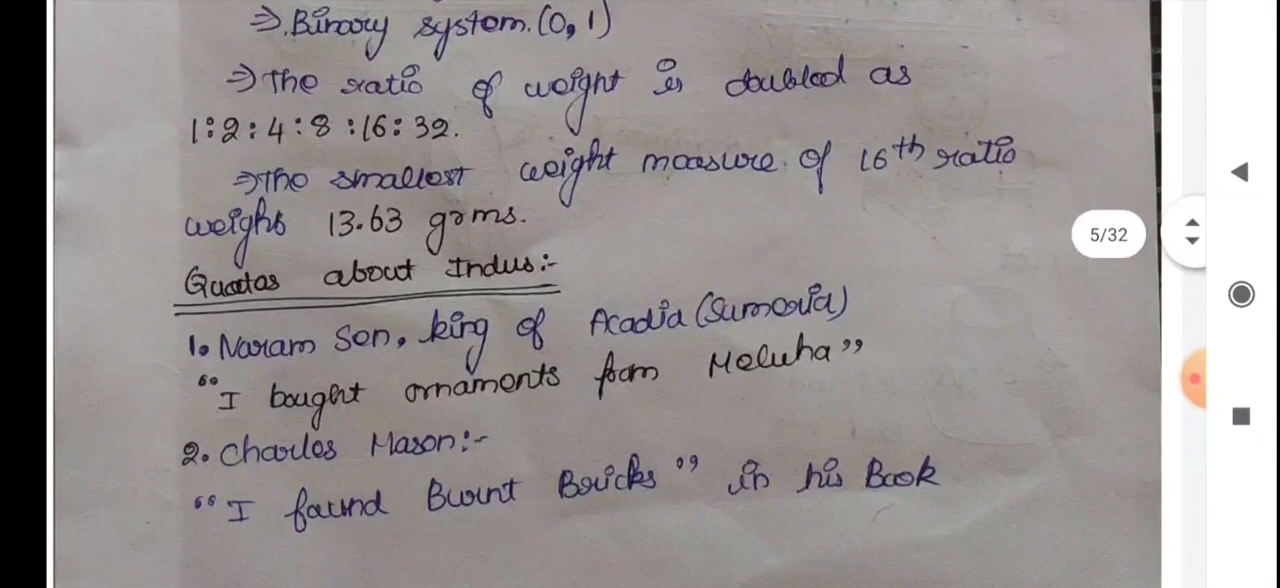 ⇒ Binary system. (0, 1)
⇒ The ratio of weight is doubled as
1:2:4:8:16:32.
⇒ The smallest weight measure of 16th ratio
weighs 13.63 grms.
Quotes about Indus:-
1. Naram Sen, king of Acadia (Sumeria)
"I bought ornaments from Meluha"
2. Charles Mason:-
"I found Burnt Bricks" in his Book
5/32